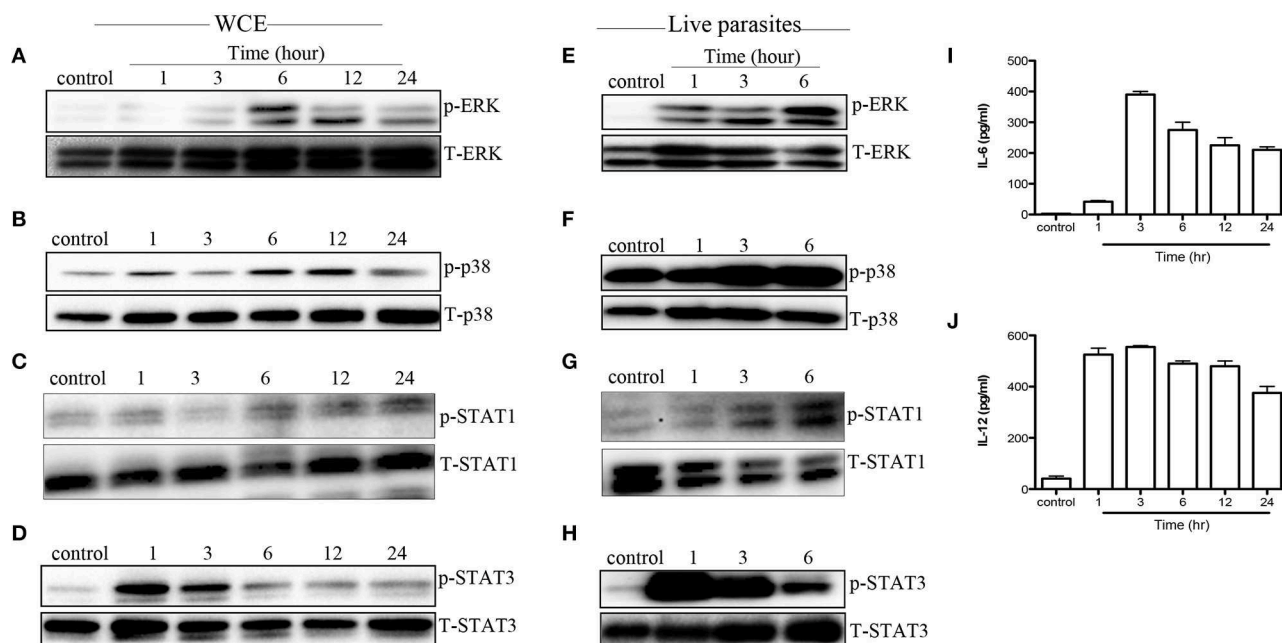 WCE
A
Time (hour)
control 1 3 6 12 24
p-ERK
T-ERK
B
control 1 3 6 12 24
p-p38
T-p38
C
control 1 3 6 12 24
p-STAT1
T-STAT1
D
control 1 3 6 12 24
p-STAT3
T-STAT3
Live parasites
E
Time (hour)
control 1 3 6
p-ERK
T-ERK
F
control 1 3 6
p-p38
T-p38
G
control 1 3 6
p-STAT1
T-STAT1
H
control 1 3 6
p-STAT3
T-STAT3
I
IL-6 (pg/ml)
500
400
300
200
100
0
control 1 3 6 12 24
Time (hr)
J
IL-12 (pg/ml)
600
400
200
0
control 1 3 6 12 24
Time (hr)